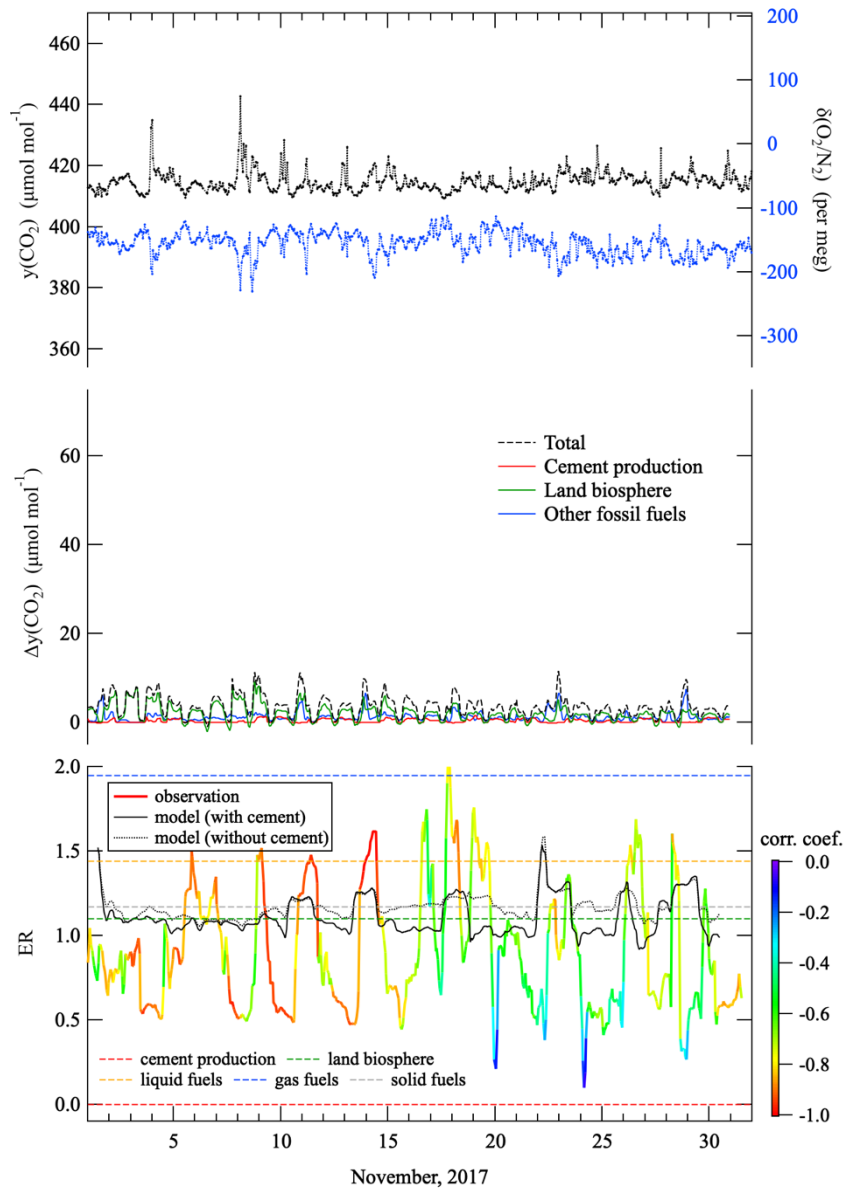 460
440
420
400
380
360
y(CO2) (µmol mol⁻¹)
200
100
0
-100
-200
-300
δ(O2/N2) (per meg)
60
40
20
0
Δy(CO2) (µmol mol⁻¹)
Total
Cement production
Land biosphere
Other fossil fuels
2.0
1.5
1.0
0.5
0.0
ER
observation
model (with cement)
model (without cement)
cement production land biosphere
liquid fuels gas fuels solid fuels
corr. coef.
0.0
-0.2
-0.4
-0.6
-0.8
-1.0
5 10 15 20 25 30
November, 2017